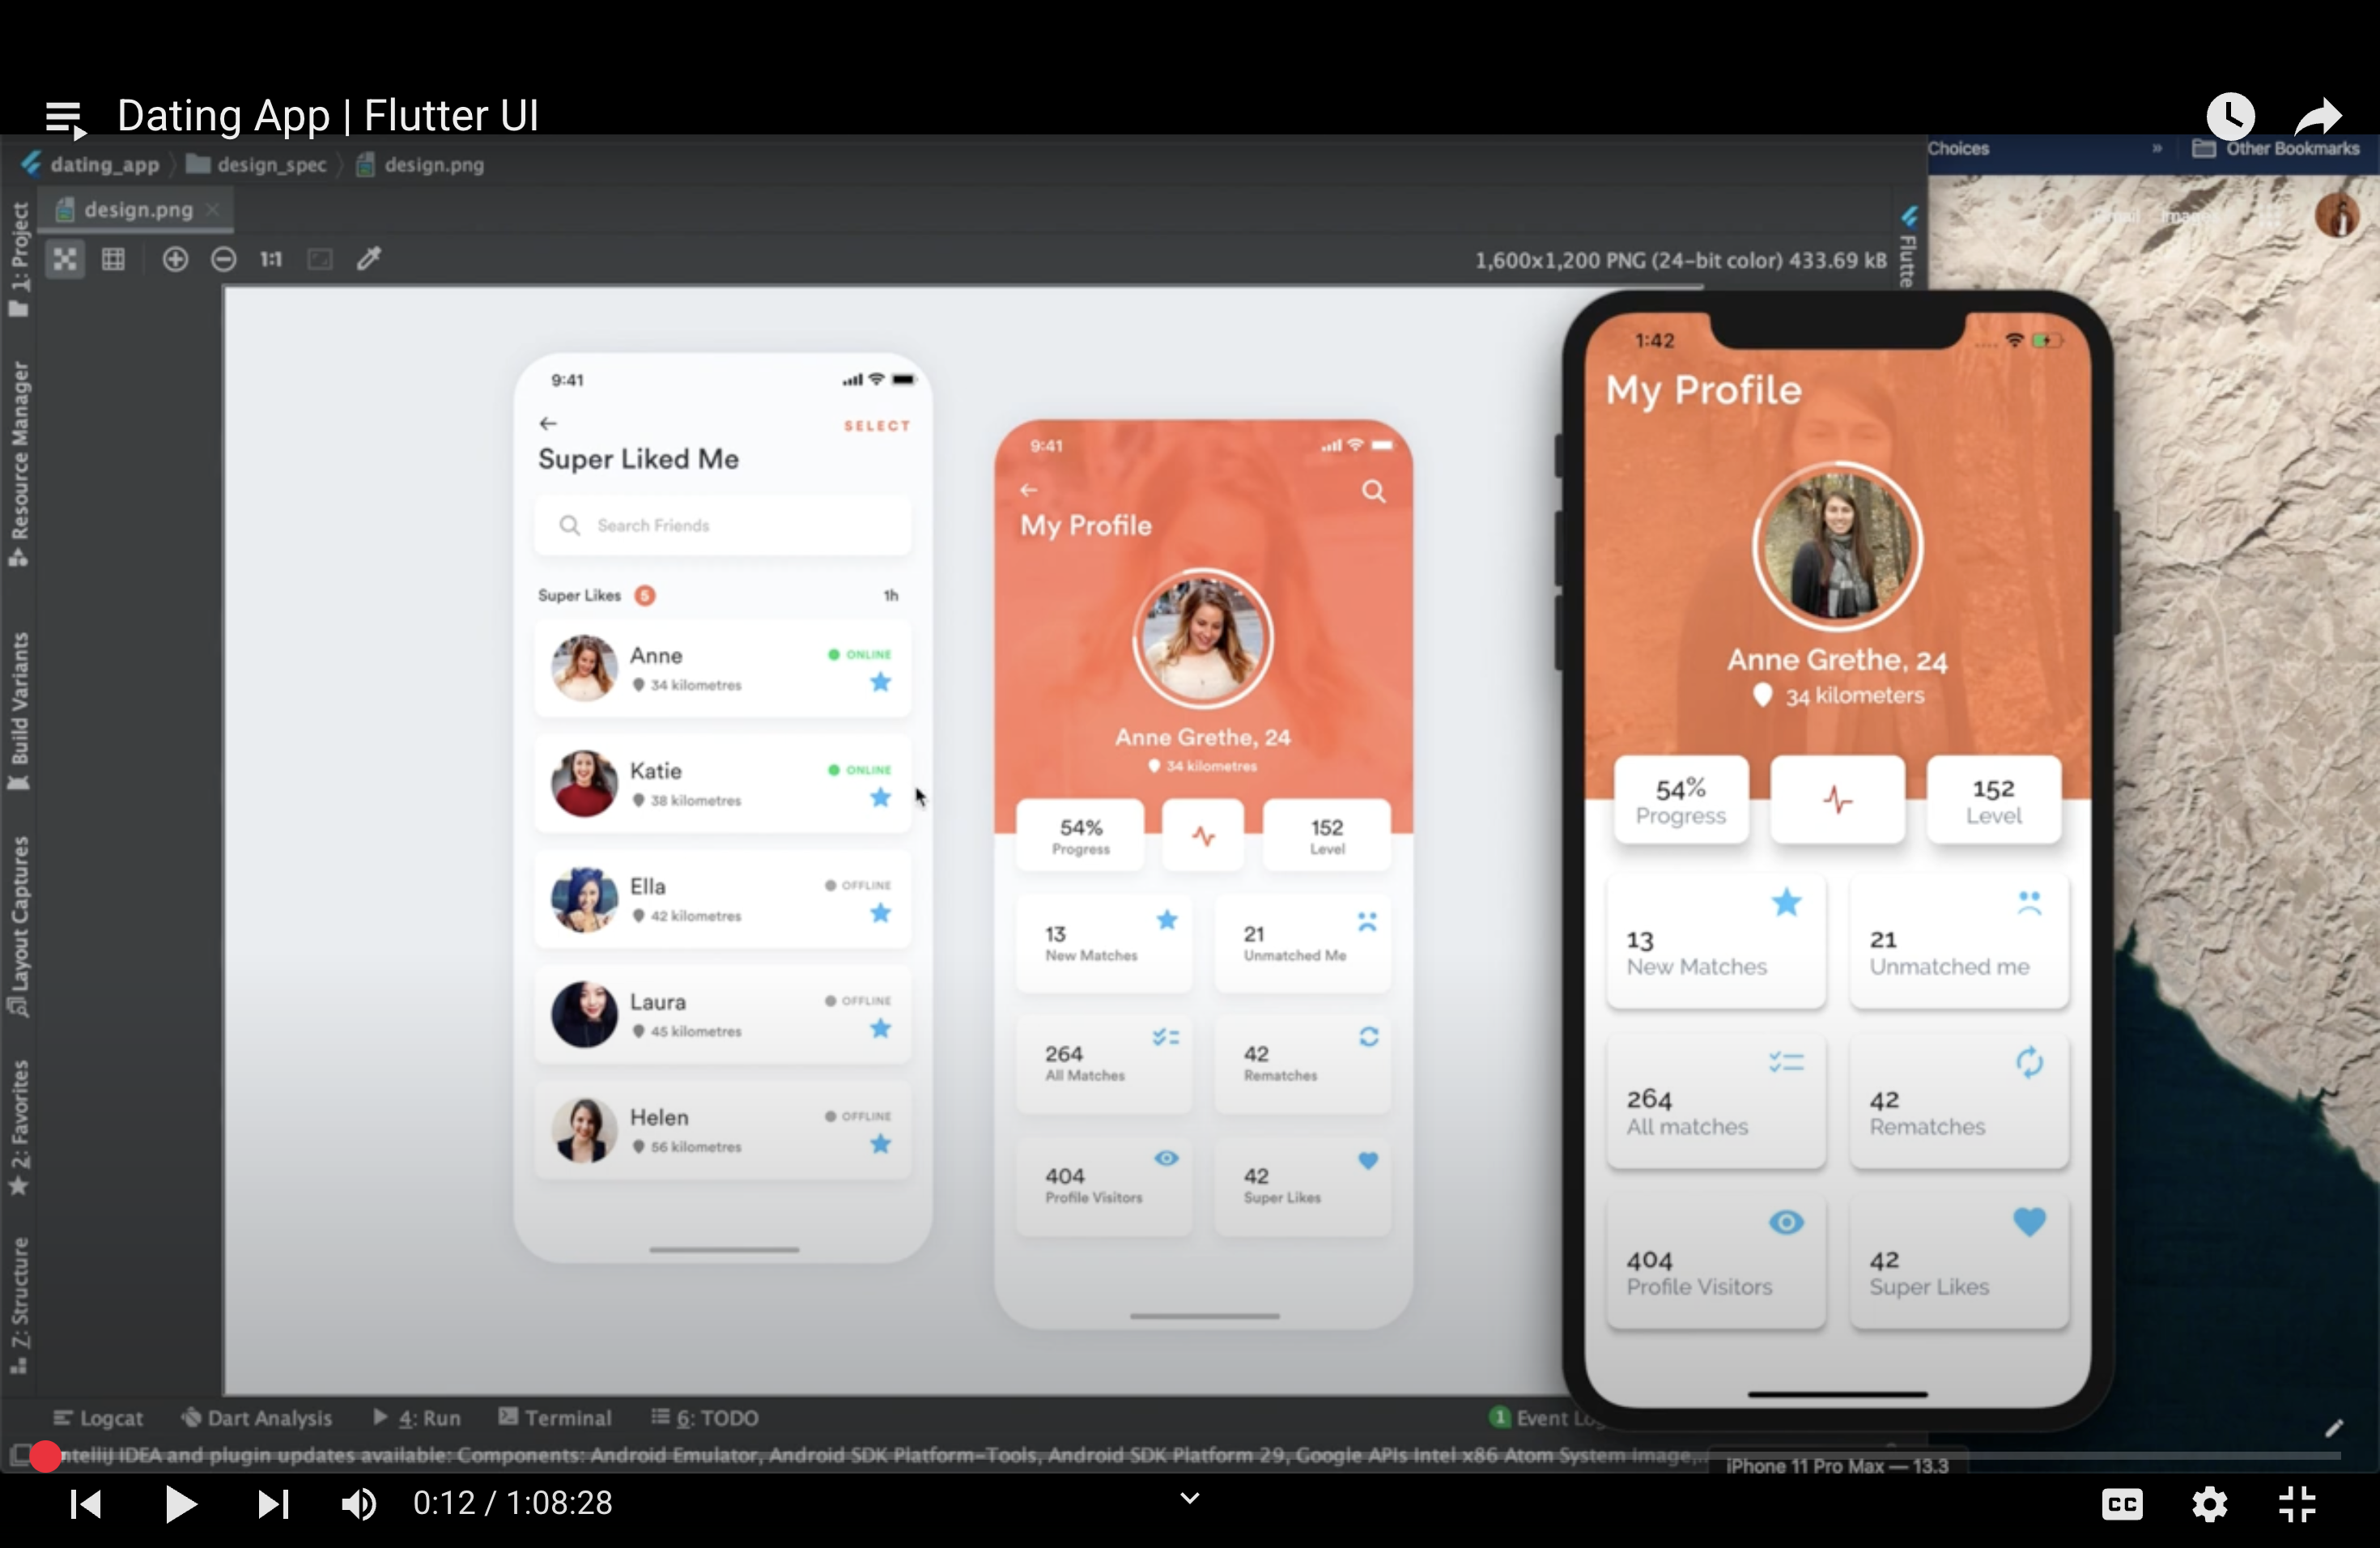 Dating App | Flutter UI
dating_app
design_spec
design.png
Choices
»
Other Bookmarks
design.png
1:1
1,600x1,200 PNG (24-bit color) 433.69 kB
1: Project
Resource Manager
Build Variants
Layout Captures
2: Favorites
Z: Structure
Flutte
9:41
SELECT
Super Liked Me
Search Friends
Super Likes 5 1h
Anne ONLINE
34 kilometres
Katie ONLINE
38 kilometres
Ella OFFLINE
42 kilometres
Laura OFFLINE
45 kilometres
Helen OFFLINE
56 kilometres
9:41
My Profile
Anne Grethe, 24
34 kilometres
54%
Progress
152
Level
13
New Matches
21
Unmatched Me
264
All Matches
42
Rematches
404
Profile Visitors
42
Super Likes
1:42
My Profile
Anne Grethe, 24
34 kilometers
54%
Progress
152
Level
13
New Matches
21
Unmatched me
264
All matches
42
Rematches
404
Profile Visitors
42
Super Likes
Logcat
Dart Analysis
4: Run
Terminal
6: TODO
1 Event Lo
ntelliJ IDEA and plugin updates available: Components: Android Emulator, Android SDK Platform-Tools, Android SDK Platform 29, Google APIs Intel x86 Atom System Image,..
iPhone 11 Pro Max — 13.3
0:12 / 1:08:28
CC